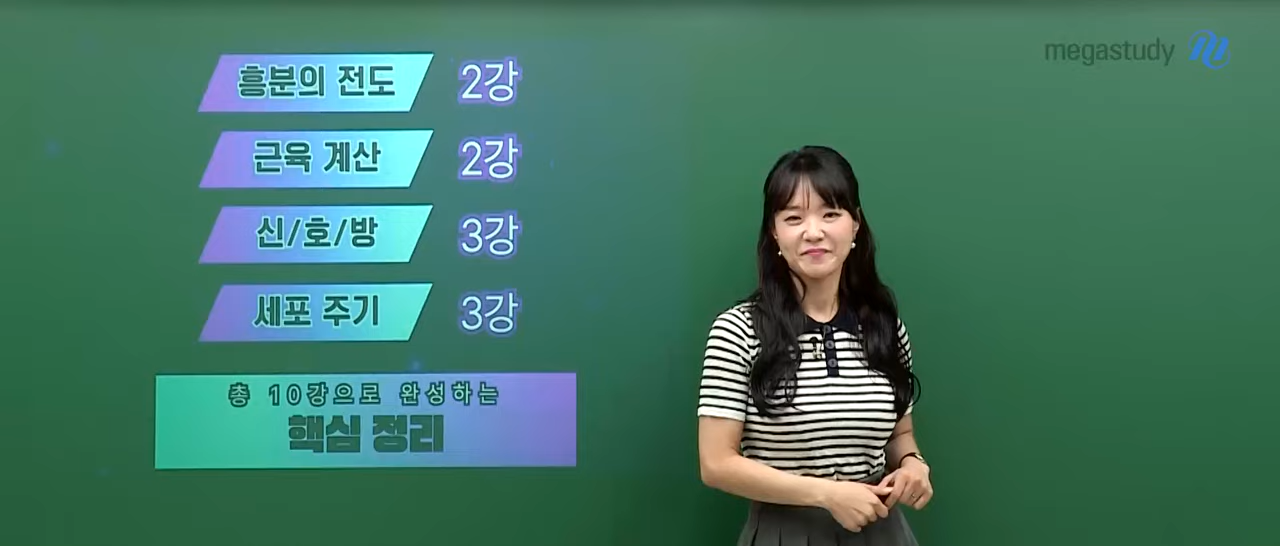 megastudy
흥분의 전도 2강
근육 계산 2강
신/호/방 3강
세포 주기 3강
총 10강으로 완성하는
핵심 정리